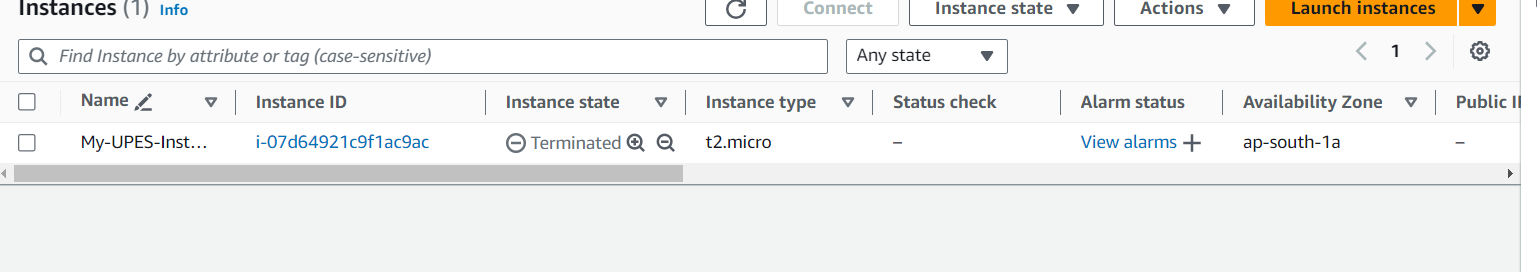 Instances (1) Info Connect Instance state Actions Launch instances
Find Instance by attribute or tag (case-sensitive) Any state 1
Name Instance ID Instance state Instance type Status check Alarm status Availability Zone Public
My-UPES-Inst... i-07d64921c9f1ac9ac Terminated t2.micro – View alarms + ap-south-1a –